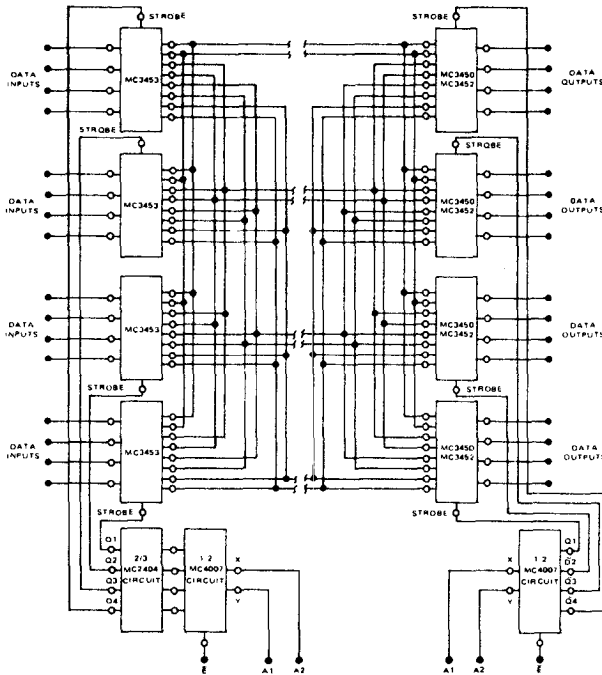 STROBE
STROBE
DATA
INPUTS
MC3453
MC3450
MC3452
DATA
OUTPUTS
STROBE
STROBE
DATA
INPUTS
MC3453
MC3450
MC3452
DATA
OUTPUTS
DATA
INPUTS
MC3453
MC3450
MC3452
DATA
OUTPUTS
STROBE
STROBE
DATA
INPUTS
MC3453
MC3450
MC3452
DATA
OUTPUTS
STROBE
STROBE
Q1
Q2
Q3
Q4
2/3
MC2404
CIRCUIT
1 2
MC4007
CIRCUIT
X
Y
E
A1
A2
X
Y
1 2
MC4007
CIRCUIT
Q1
Q2
Q3
Q4
A1
A2
E